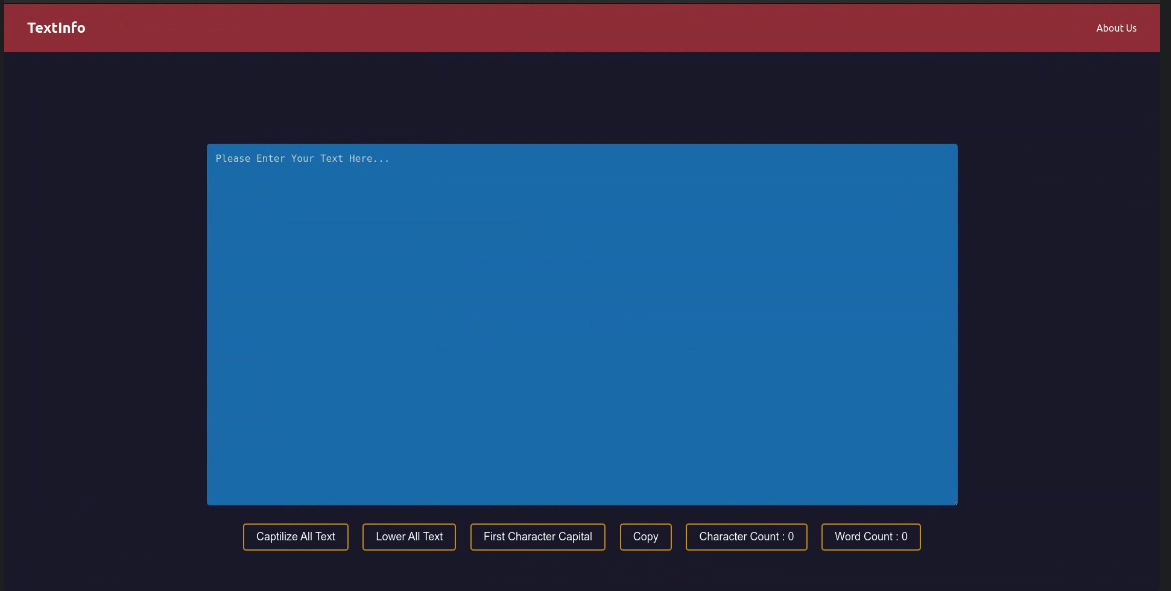 TextInfo About Us
Please Enter Your Text Here...
Captilize All Text Lower All Text First Character Capital Copy Character Count : 0 Word Count : 0